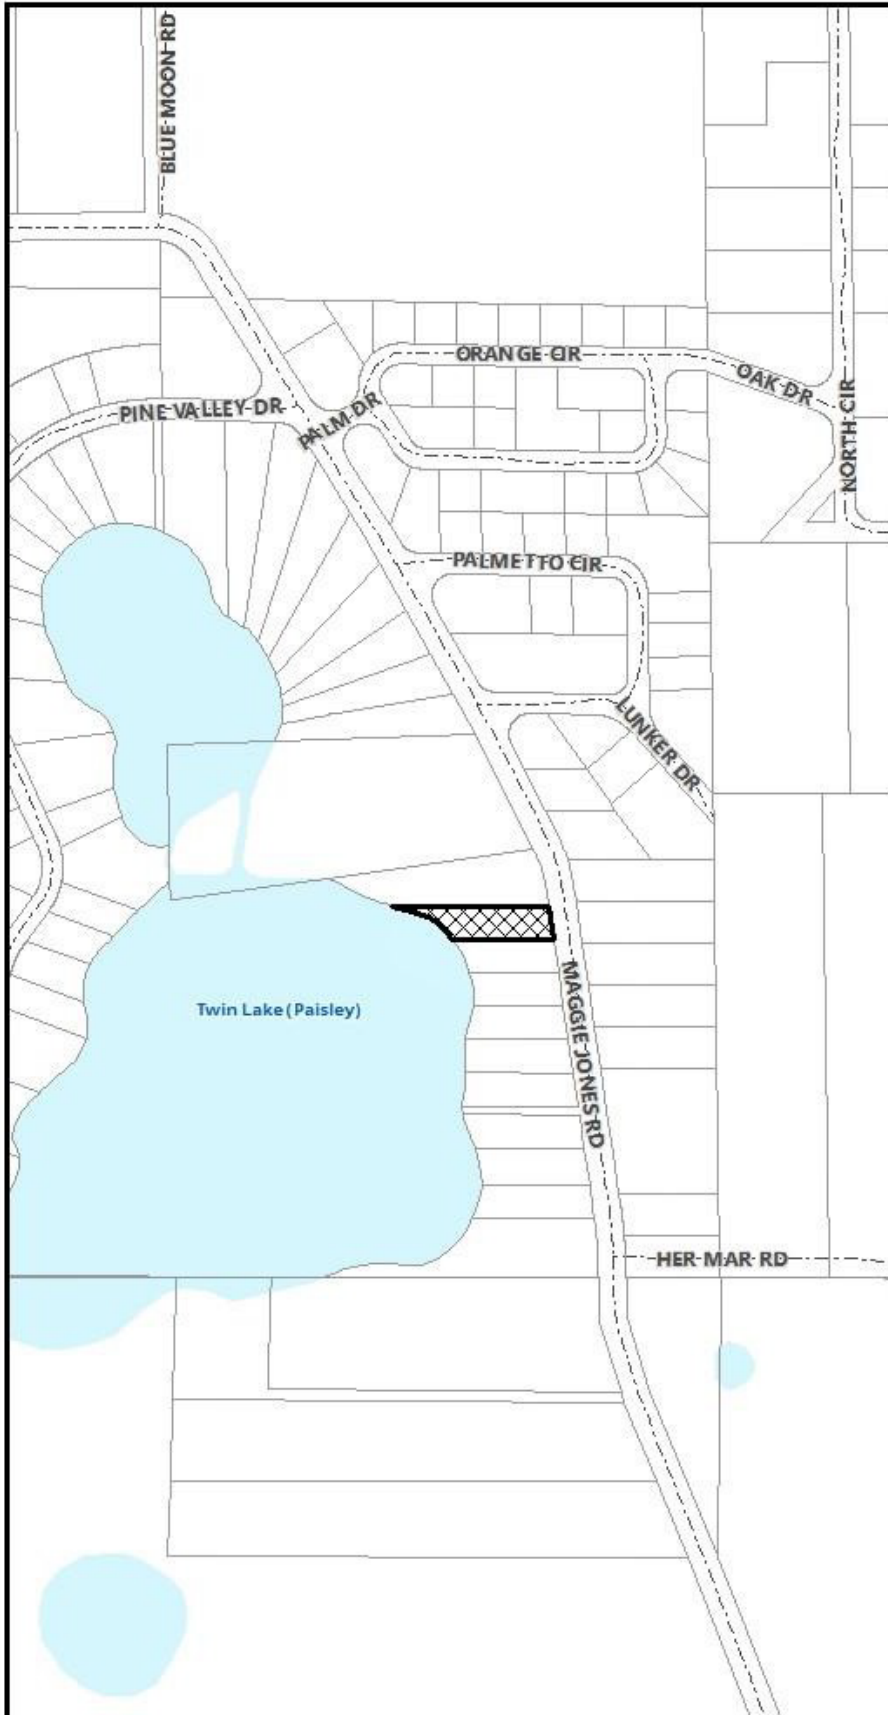 BLUE MOON RD
ORANGE CIR
OAK DR
PINE VALLEY DR
PALM DR
NORTH CIR
PALMETTO CIR
LUNKER DR
Twin Lake (Paisley)
MAGGIE JONES RD
HER MAR RD